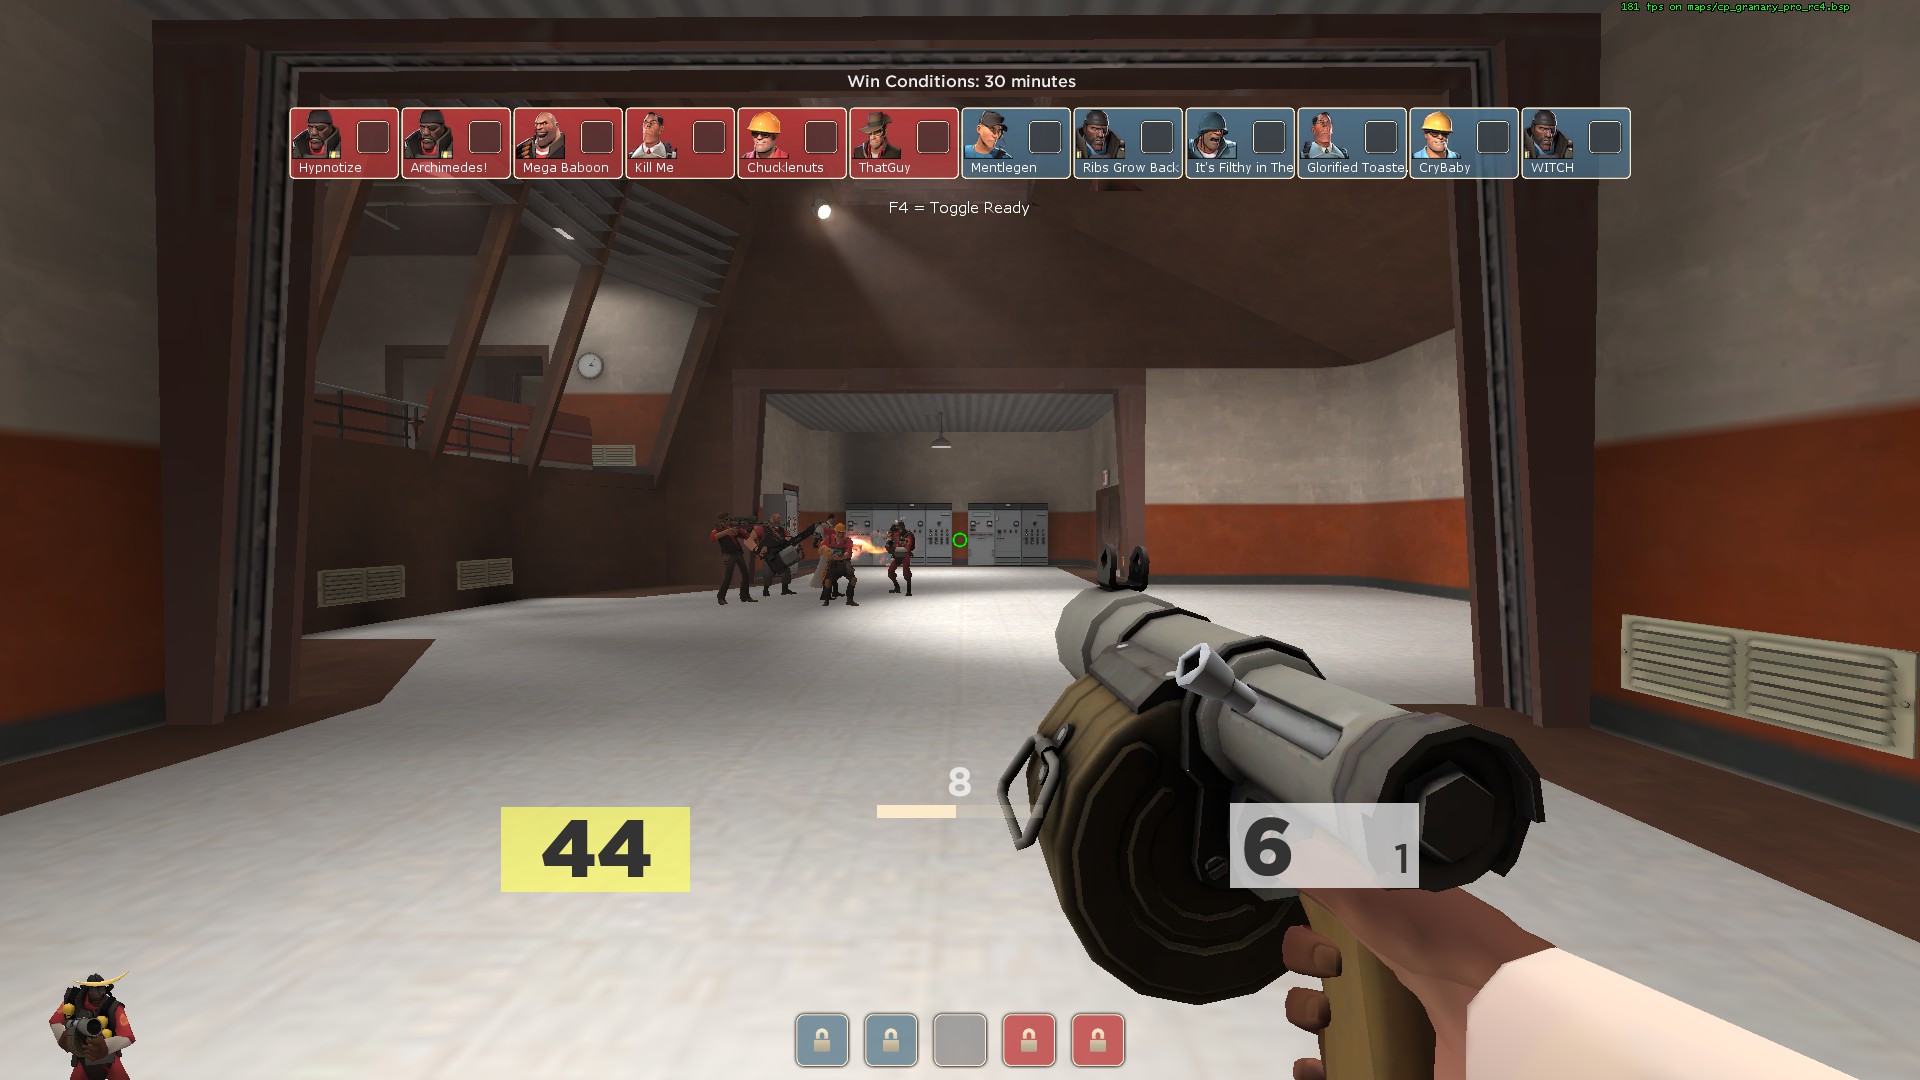 181 fps on maps/cp_granary_pro_rc4.bsp
Win Conditions: 30 minutes
Hypnotize
Archimedes!
Mega Baboon
Kill Me
Chucklenuts
ThatGuy
Mentlegen
Ribs Grow Back
It's Filthy in The
Glorified Toaste
CryBaby
WITCH
F4 = Toggle Ready
8
44
6
1